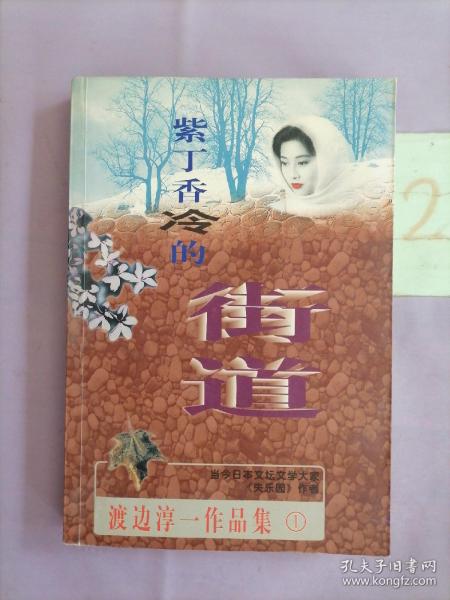 紫丁香冷的
街道
当今日本文坛文学大家
《失乐园》作者
渡边淳一作品集 ①
2
孔夫子旧书网
www.kongfz.com